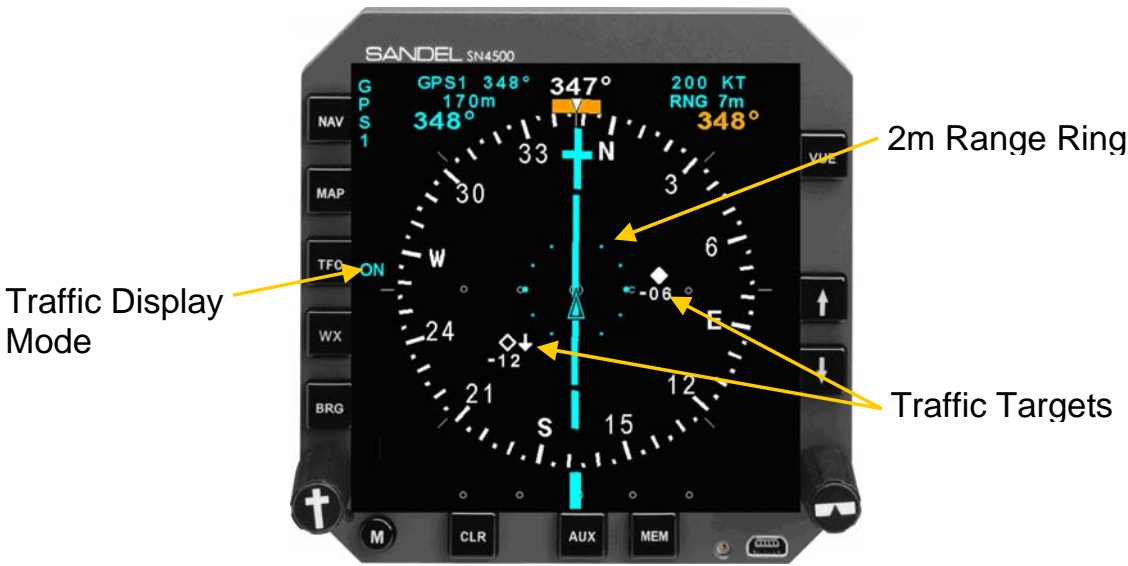 SANDEL SN4500
G
P
S
1
GPS1 348°
170m
348°
347°
200 KT
RNG 7m
348°
NAV
MAP
TFC
WX
BRG
VUE
ON
33
N
3
6
E
12
15
S
21
24
W
30
-06
-12
2m Range Ring
Traffic Display
Mode
Traffic Targets
M
CLR
AUX
MEM